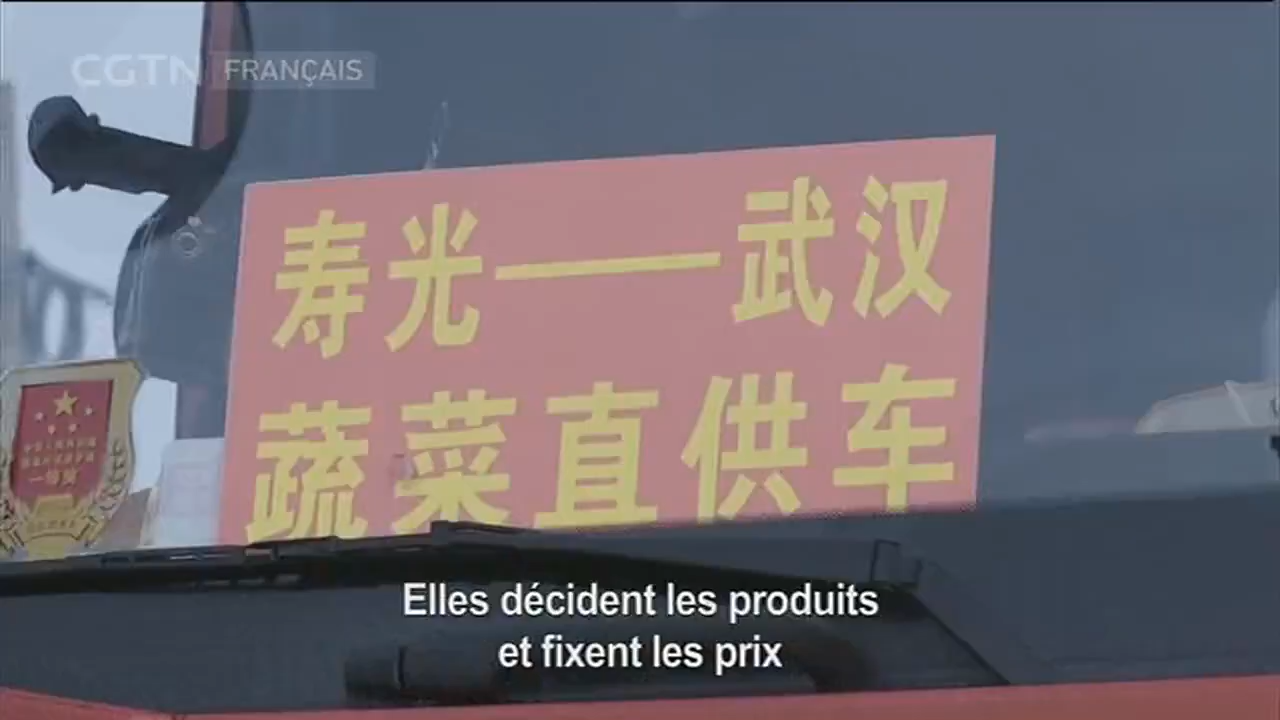 CGTN FRANÇAIS
寿光——武汉
蔬菜直供车
Elles décident les produits
et fixent les prix